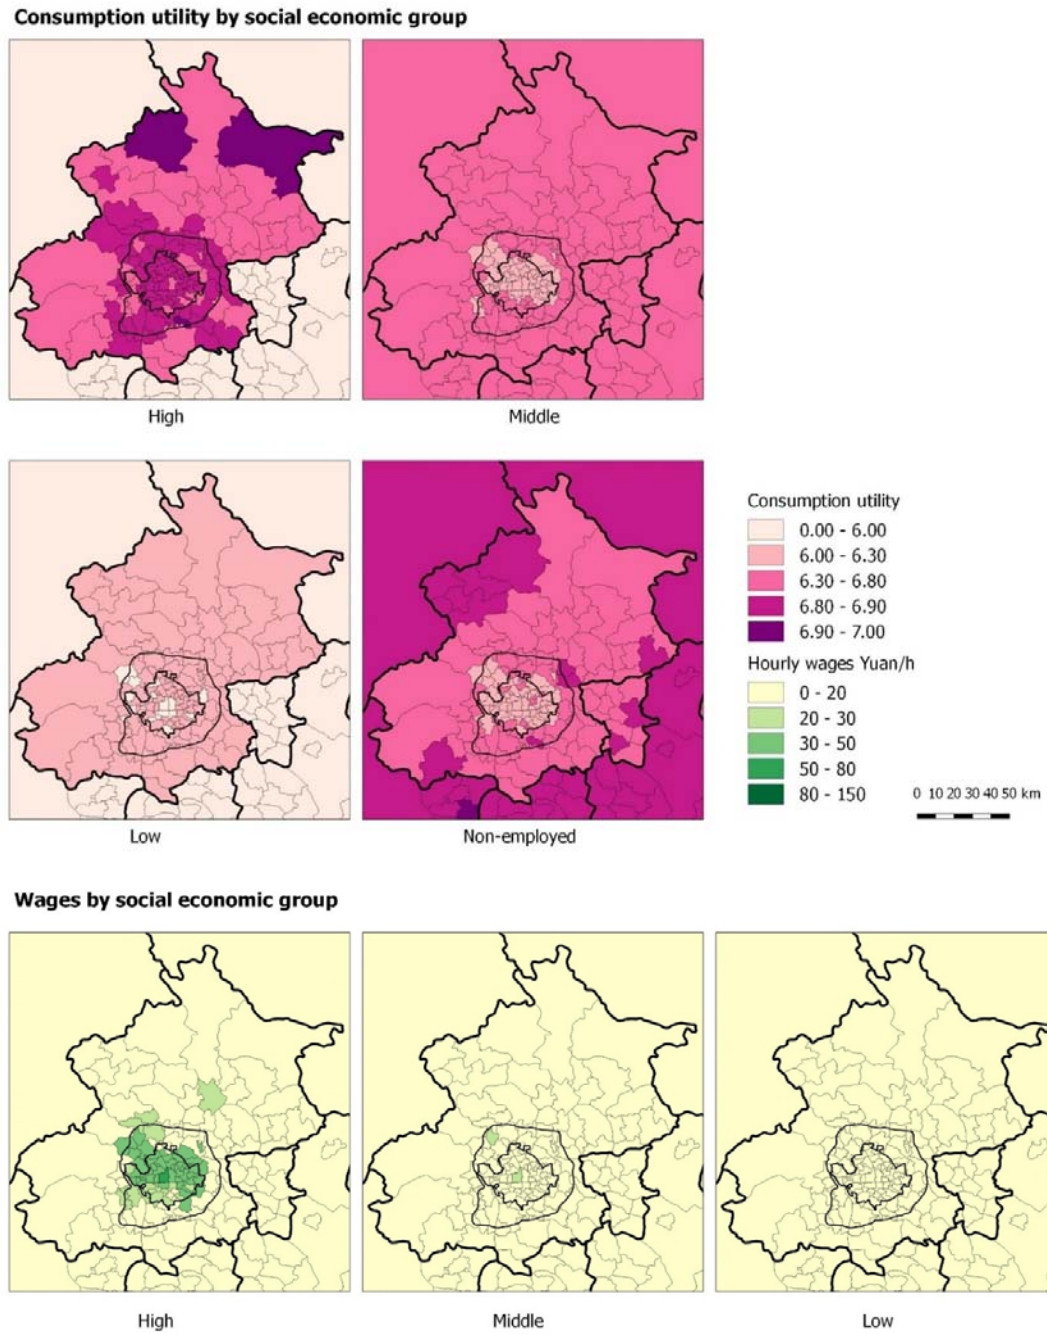 Consumption utility by social economic group
High
Middle
Low
Non-employed
Consumption utility
0.00 - 6.00
6.00 - 6.30
6.30 - 6.80
6.80 - 6.90
6.90 - 7.00
Hourly wages Yuan/h
0 - 20
20 - 30
30 - 50
50 - 80
80 - 150
0 10 20 30 40 50 km
Wages by social economic group
High
Middle
Low